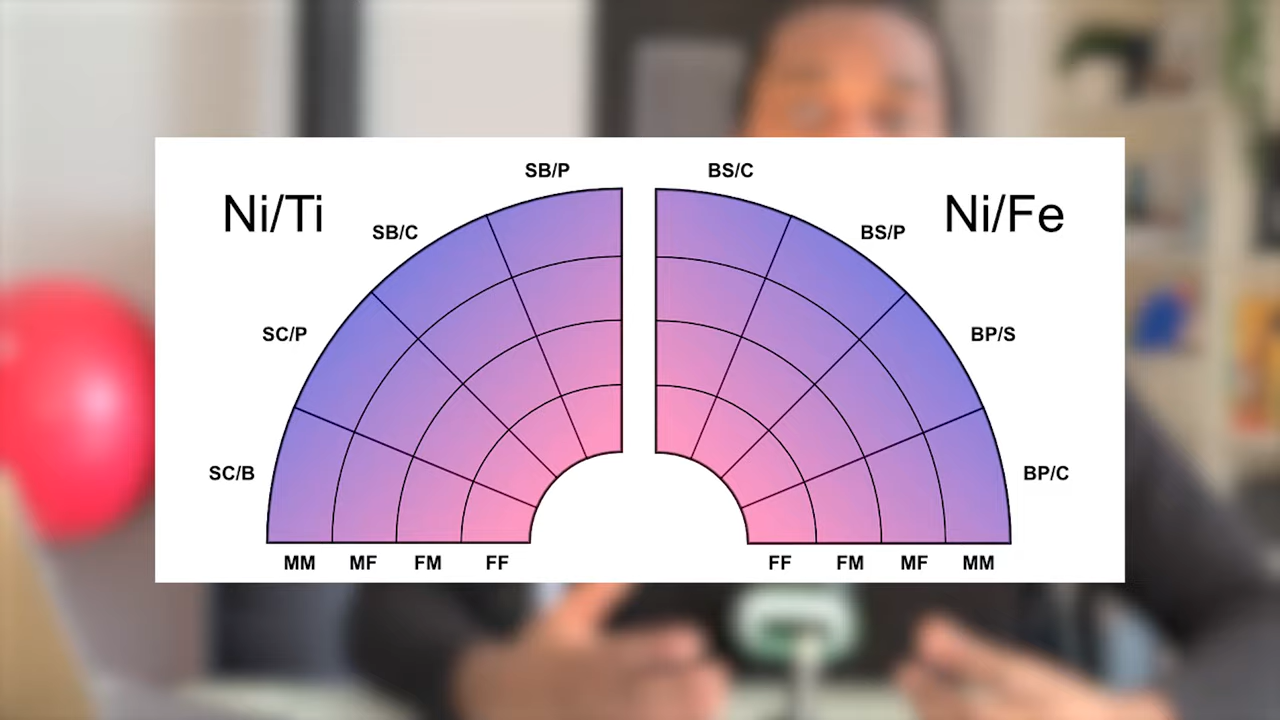 Ni/Ti
SB/P
SB/C
SC/P
SC/B
MM MF FM FF
BS/C
Ni/Fe
BS/P
BP/S
BP/C
FF FM MF MM